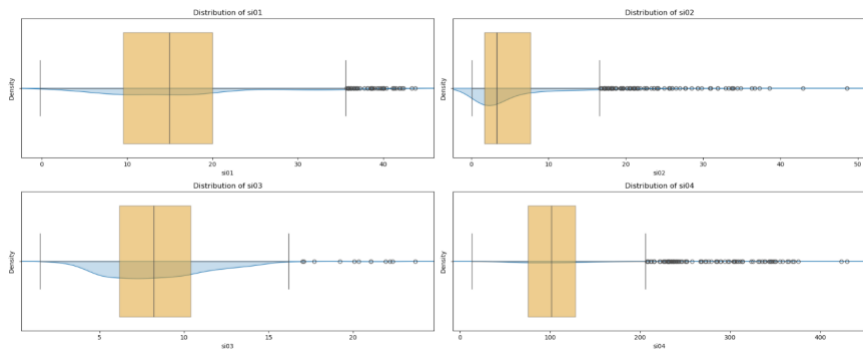 Distribution of si01
Density
0
10
20
30
40
si01
Distribution of si02
Density
0
10
20
30
40
50
si02
Distribution of si03
Density
5
10
15
20
si03
Distribution of si04
Density
0
100
200
300
400
si04